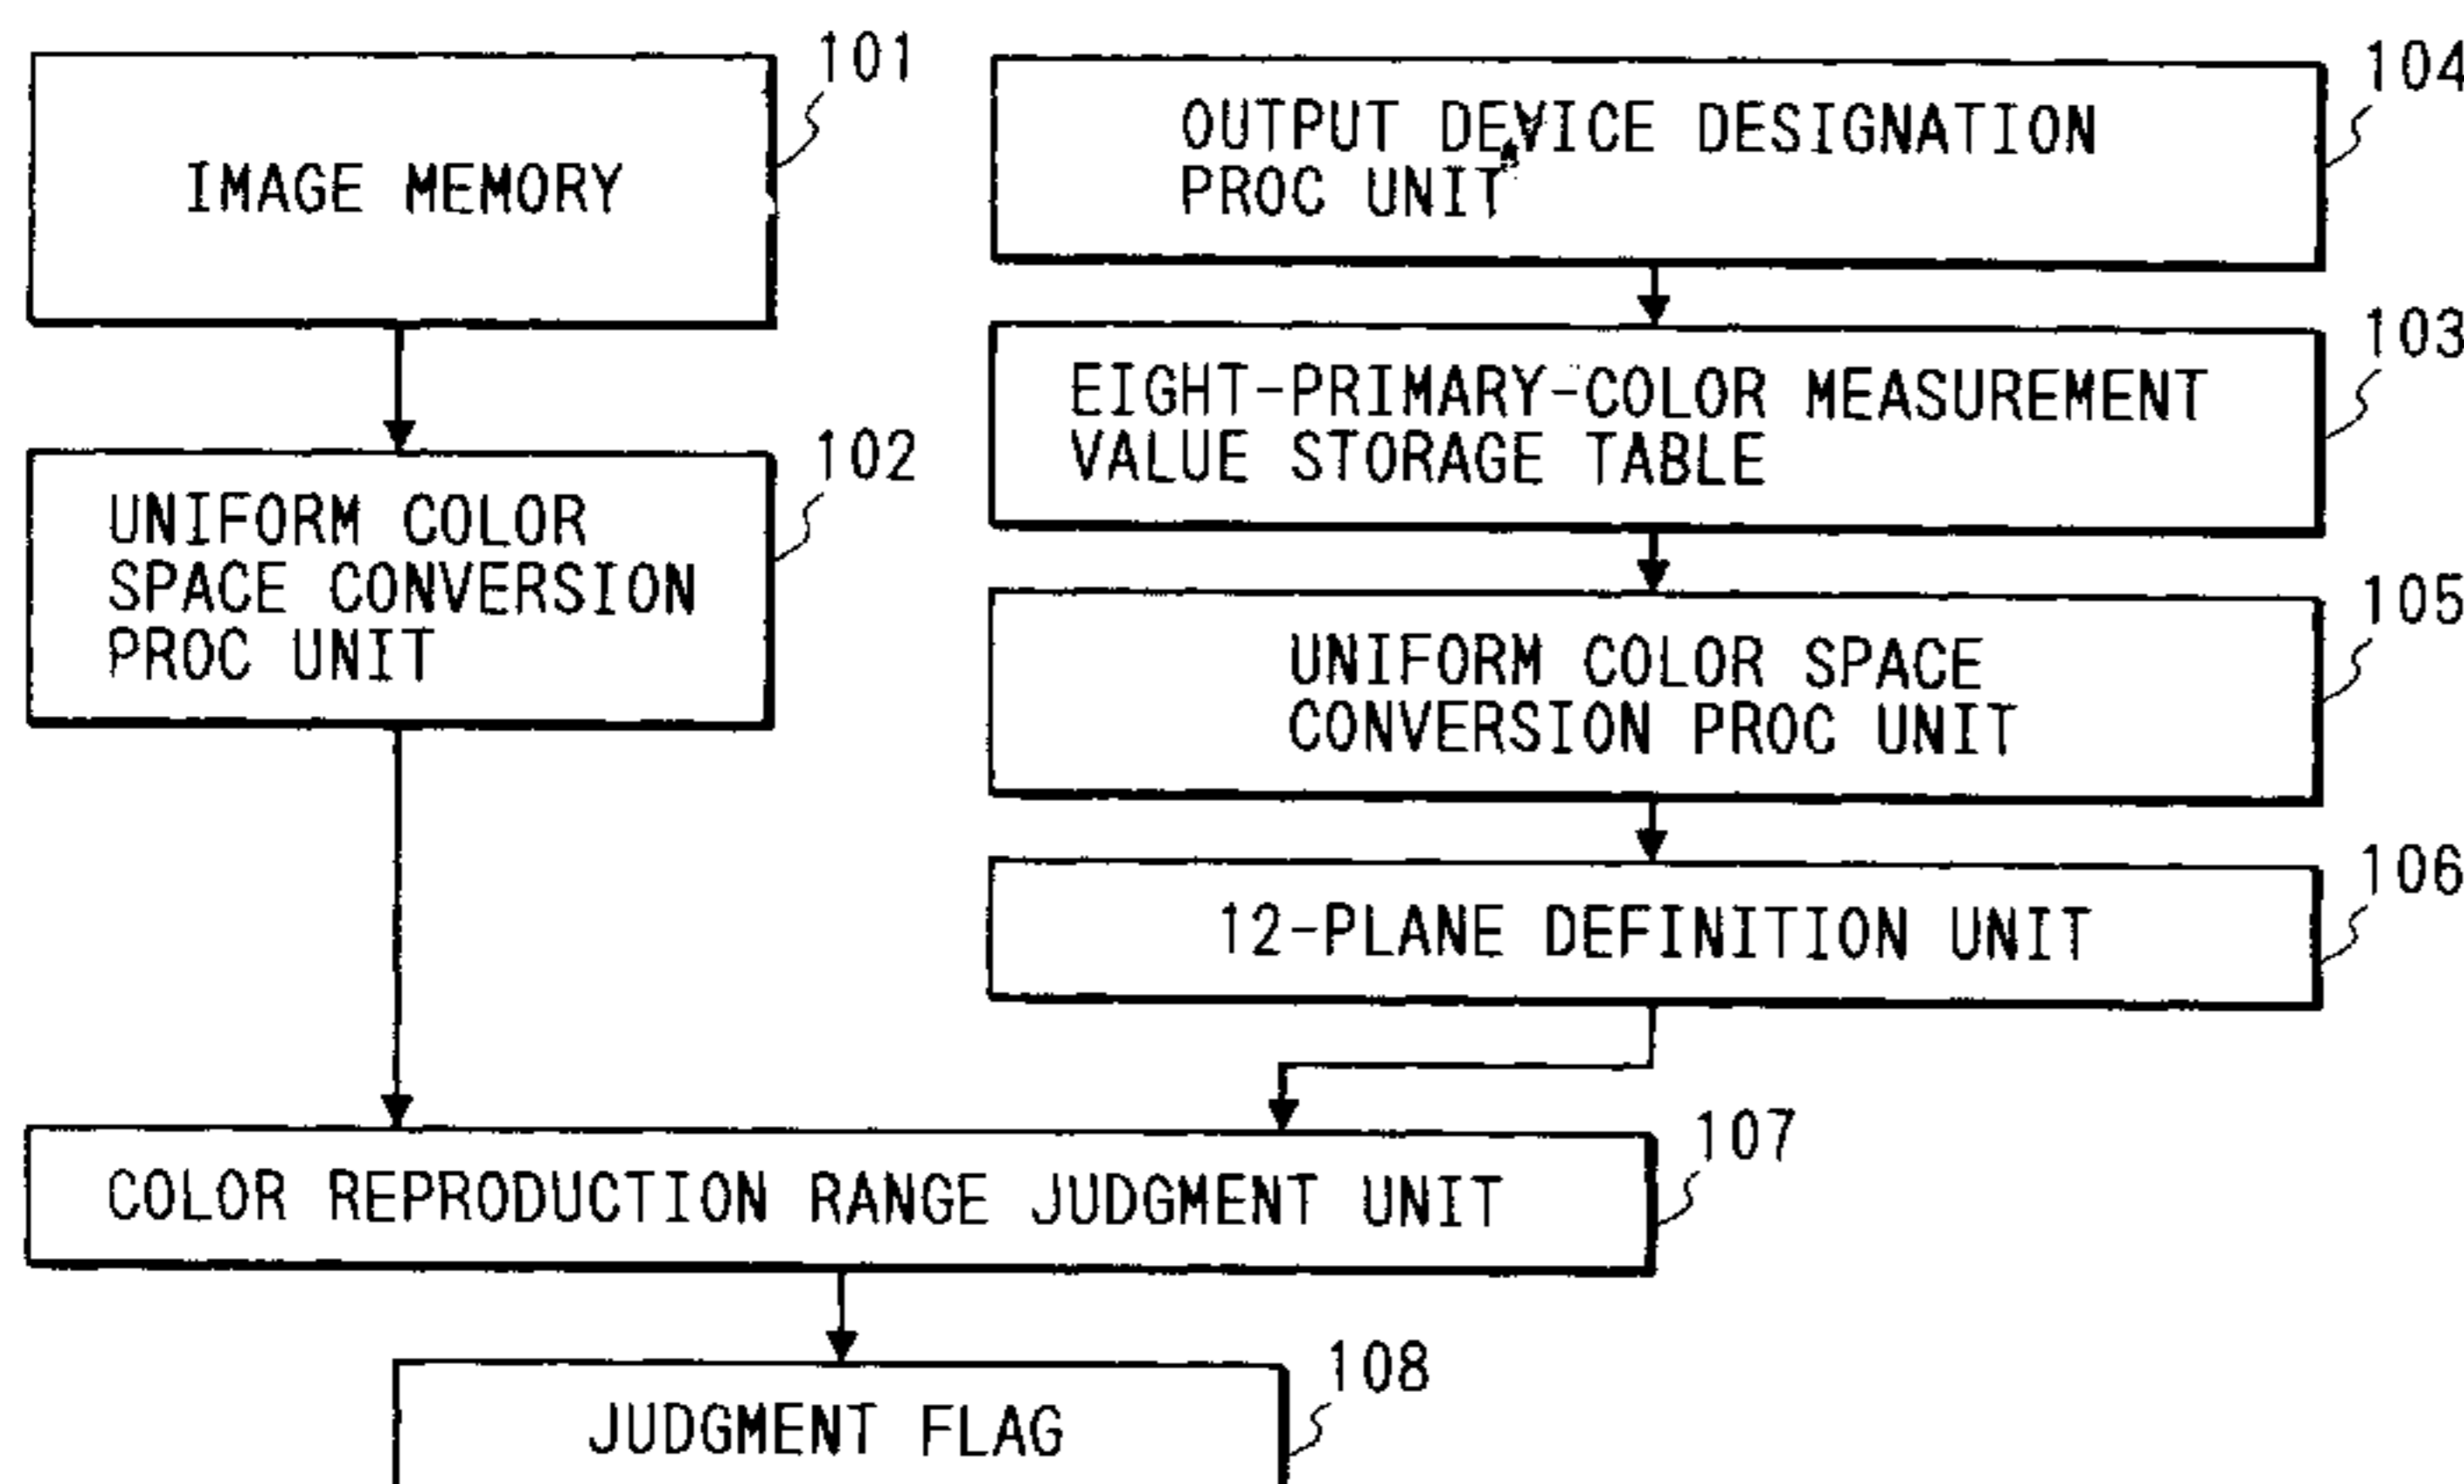 101
IMAGE MEMORY
104
OUTPUT DEVICE DESIGNATION
PROC UNIT
103
EIGHT-PRIMARY-COLOR MEASUREMENT
VALUE STORAGE TABLE
102
UNIFORM COLOR
SPACE CONVERSION
PROC UNIT
105
UNIFORM COLOR SPACE
CONVERSION PROC UNIT
106
12-PLANE DEFINITION UNIT
107
COLOR REPRODUCTION RANGE JUDGMENT UNIT
108
JUDGMENT FLAG